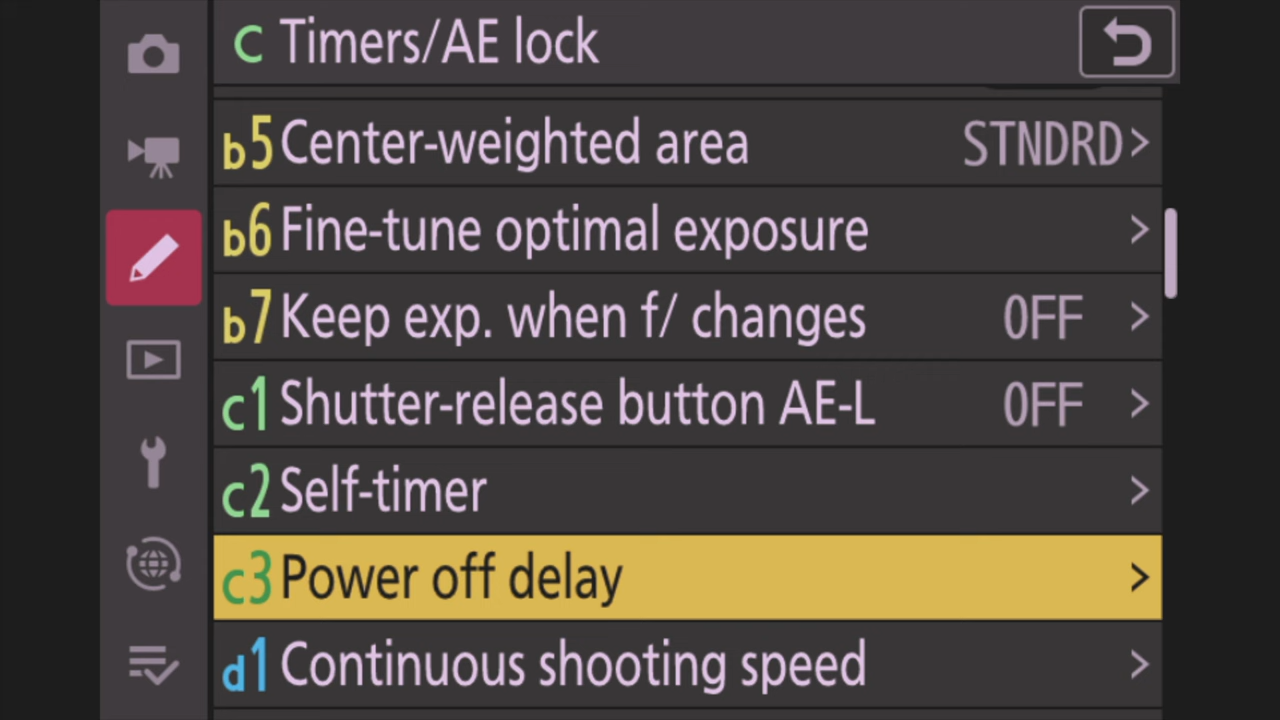 c Timers/AE lock
b5 Center-weighted area STNDRD >
b6 Fine-tune optimal exposure >
b7 Keep exp. when f/ changes OFF >
c1 Shutter-release button AE-L OFF >
c2 Self-timer >
c3 Power off delay >
d1 Continuous shooting speed >